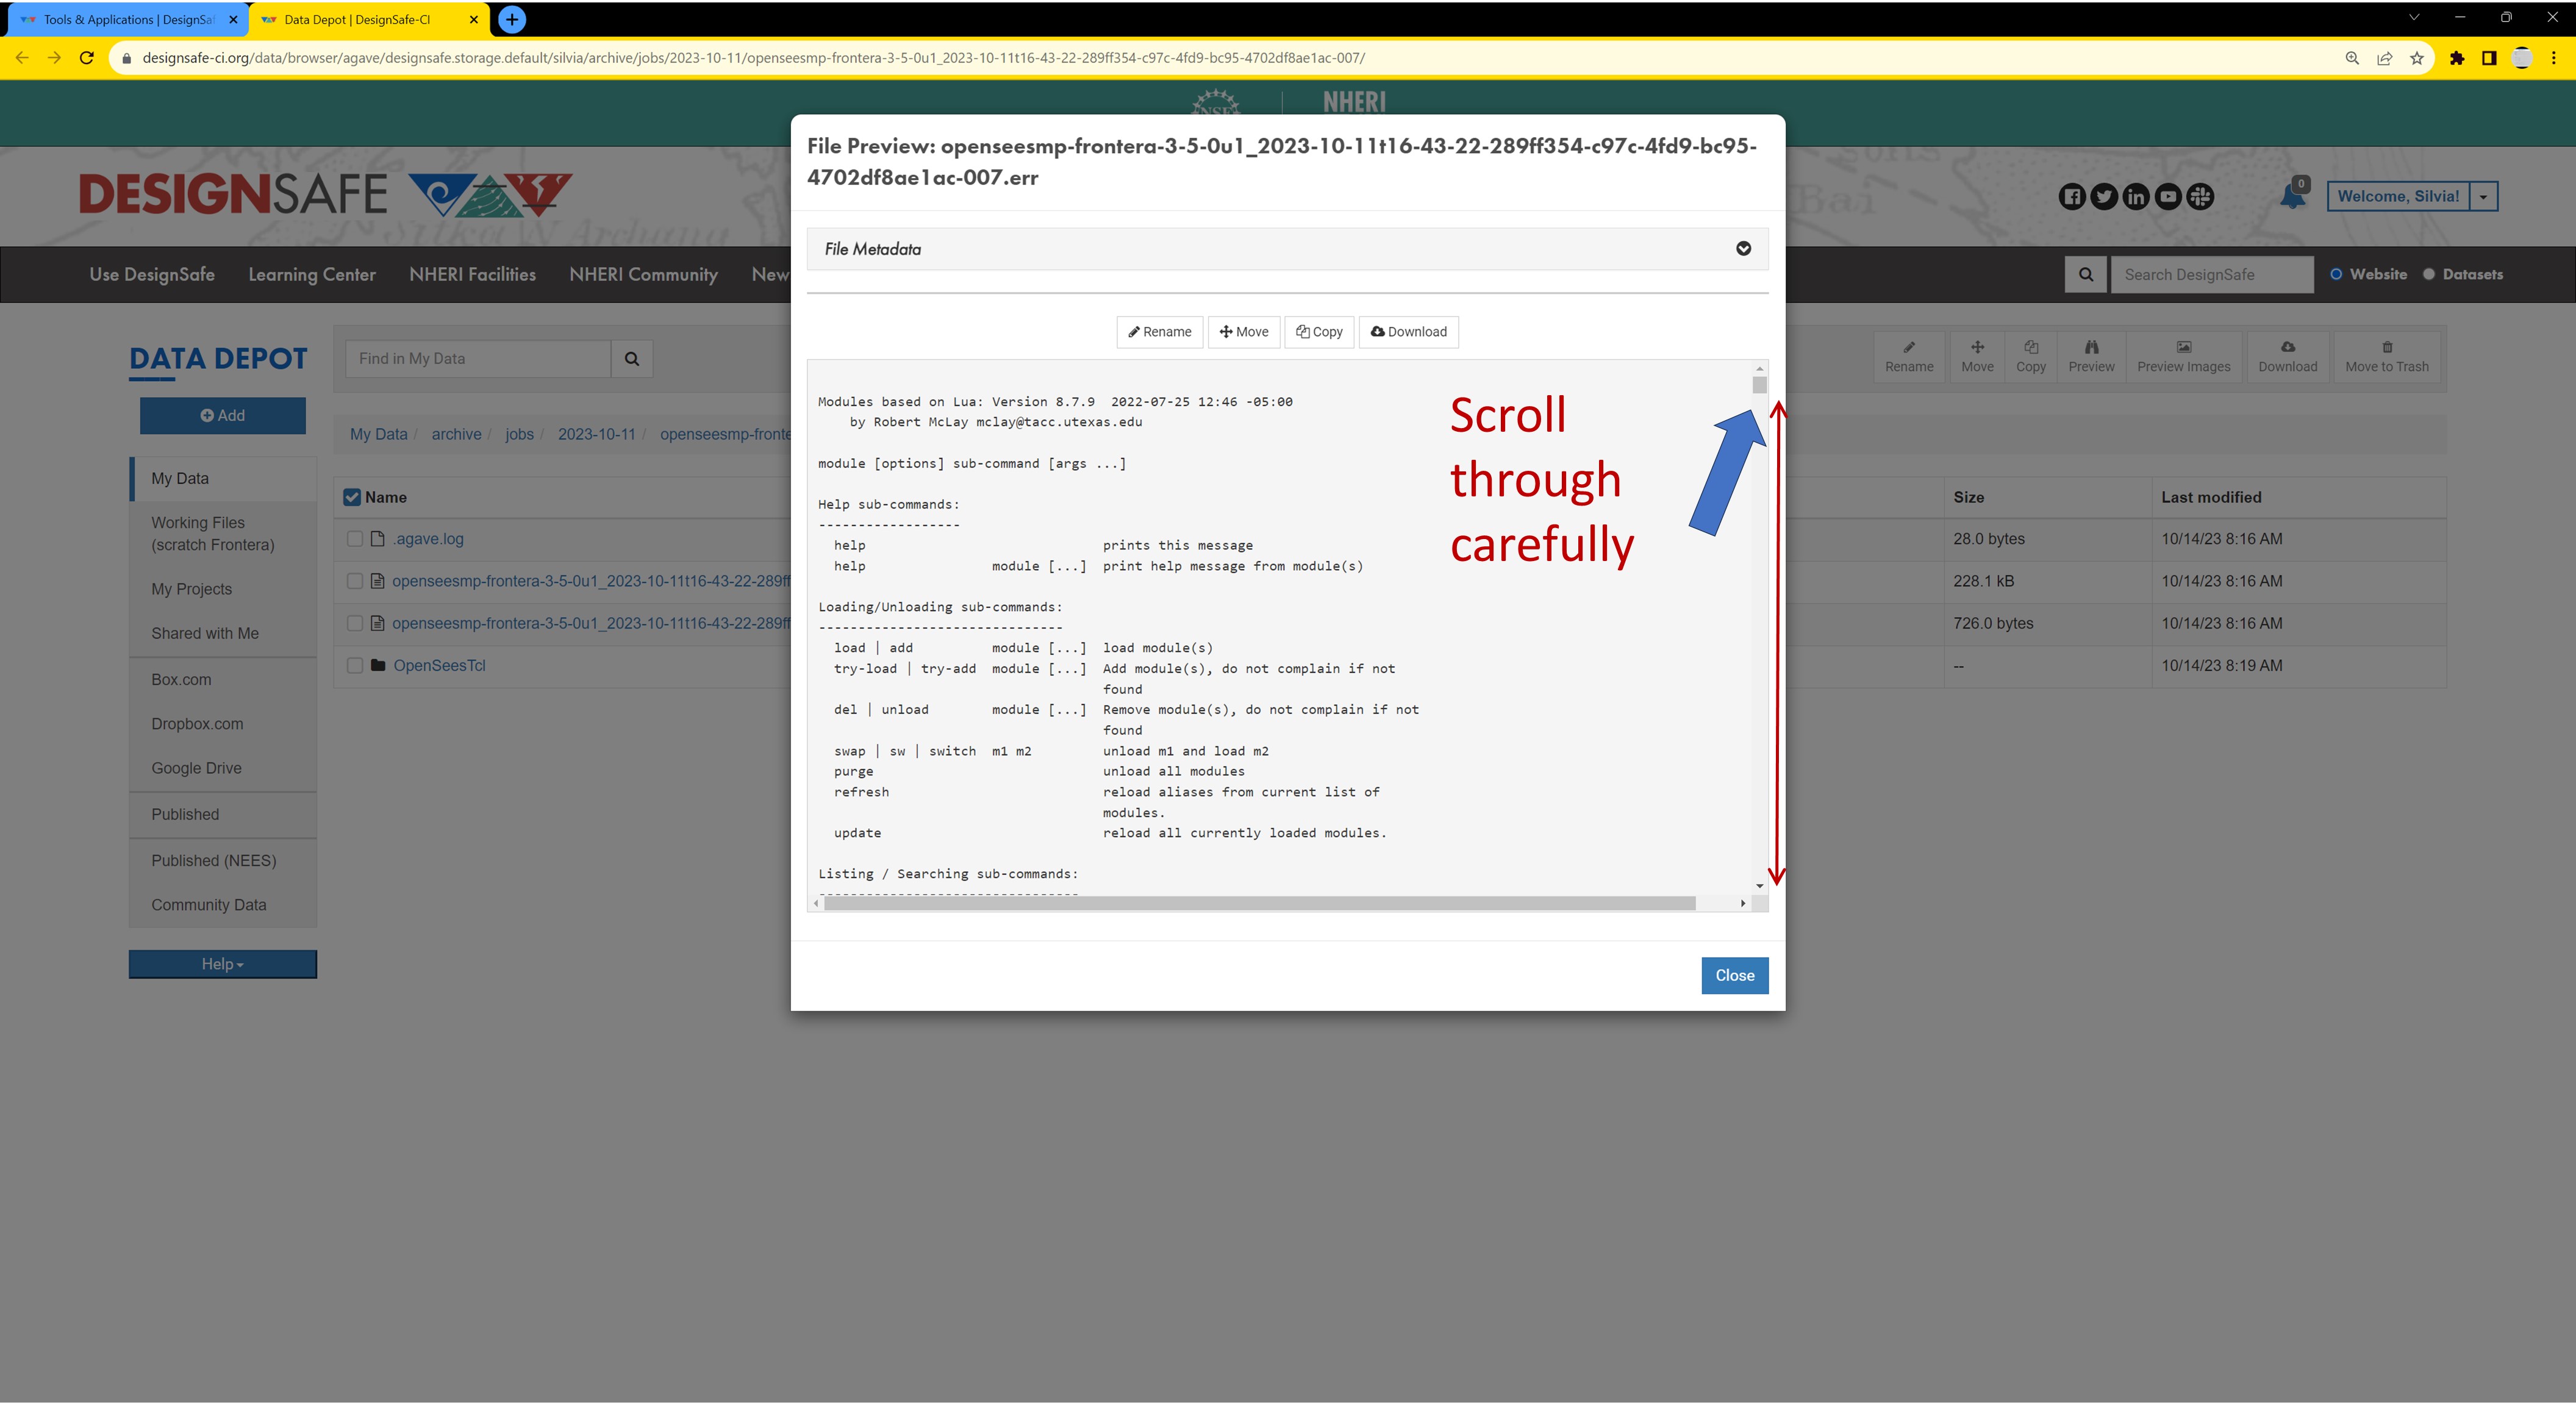 Tools & Applications | DesignSa
Data Depot | DesignSafe-CI
designsafe-ci.org/data/browser/agave/designsafe.storage.default/silvia/archive/jobs/2023-10-11/openseesmp-frontera-3-5-0u1_2023-10-11t16-43-22-289ff354-c97c-4fd9-bc95-4702df8ae1ac-007/
NSF
NHERI
DESIGNSAFE
0
Welcome, Silvia!
Use DesignSafe Learning Center NHERI Facilities NHERI Community New
Search DesignSafe
Website Datasets
DATA DEPOT
Add
My Data
Working Files
(scratch Frontera)
My Projects
Shared with Me
Box.com
Dropbox.com
Google Drive
Published
Published (NEES)
Community Data
Help
Find in My Data
Rename Move Copy Preview Preview Images Download Move to Trash
My Data / archive / jobs / 2023-10-11 / openseesmp-fronte
Name Size Last modified
.agave.log 28.0 bytes 10/14/23 8:16 AM
openseesmp-frontera-3-5-0u1_2023-10-11t16-43-22-289ff 228.1 kB 10/14/23 8:16 AM
openseesmp-frontera-3-5-0u1_2023-10-11t16-43-22-289ff 726.0 bytes 10/14/23 8:16 AM
OpenSeesTcl -- 10/14/23 8:19 AM
File Preview: openseesmp-frontera-3-5-0u1_2023-10-11t16-43-22-289ff354-c97c-4fd9-bc95-
4702df8ae1ac-007.err
File Metadata
Rename Move Copy Download
Modules based on Lua: Version 8.7.9  2022-07-25 12:46 -05:00
by Robert McLay mclay@tacc.utexas.edu
module [options] sub-command [args ...]
Help sub-commands:
------------------
help prints this message
help module [...] print help message from module(s)
Loading/Unloading sub-commands:
-------------------------------
load | add module [...] load module(s)
try-load | try-add module [...] Add module(s), do not complain if not
found
del | unload module [...] Remove module(s), do not complain if not
found
swap | sw | switch m1 m2 unload m1 and load m2
purge unload all modules
refresh reload aliases from current list of
modules.
update reload all currently loaded modules.
Listing / Searching sub-commands:
---------------------------------
Scroll
through
carefully
Close